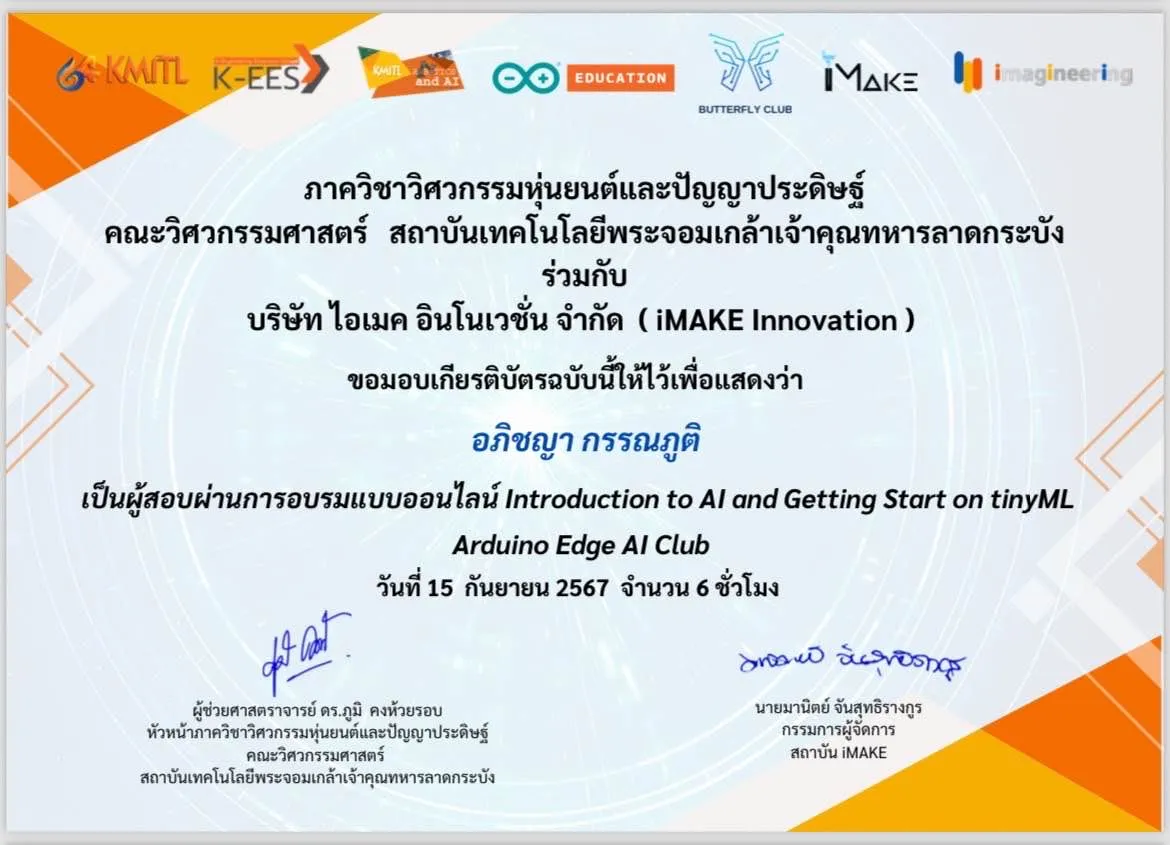 64 KMITL
K-EES
KMITL
and AI
EDUCATION
BUTTERFLY CLUB
iMAKE
imagineering
ภาควิชาวิศวกรรมหุ่นยนต์และปัญญาประดิษฐ์
คณะวิศวกรรมศาสตร์ สถาบันเทคโนโลยีพระจอมเกล้าเจ้าคุณทหารลาดกระบัง
ร่วมกับ
บริษัท ไอเมค อินโนเวชั่น จำกัด ( iMAKE Innovation )
ขอมอบเกียรติบัตรฉบับนี้ให้ไว้เพื่อแสดงว่า
อภิชญา กรรณภูติ
เป็นผู้สอบผ่านการอบรมแบบออนไลน์ Introduction to AI and Getting Start on tinyML
Arduino Edge AI Club
วันที่ 15 กันยายน 2567 จำนวน 6 ชั่วโมง
ผู้ช่วยศาสตราจารย์ ดร.ภูมิ คงห้วยรอบ
หัวหน้าภาควิชาวิศวกรรมหุ่นยนต์และปัญญาประดิษฐ์
คณะวิศวกรรมศาสตร์
สถาบันเทคโนโลยีพระจอมเกล้าเจ้าคุณทหารลาดกระบัง
นายมานิตย์ จันสุทธิรางกูร
กรรมการผู้จัดการ
สถาบัน iMAKE